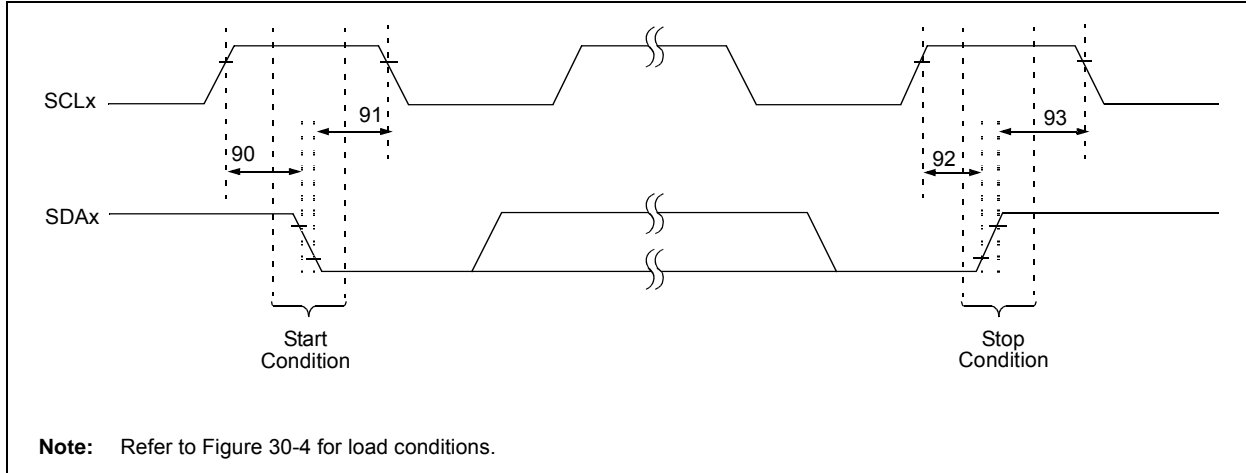 SCLx
91
93
90
92
SDAx
Start
Condition
Stop
Condition
Note: Refer to Figure 30-4 for load conditions.